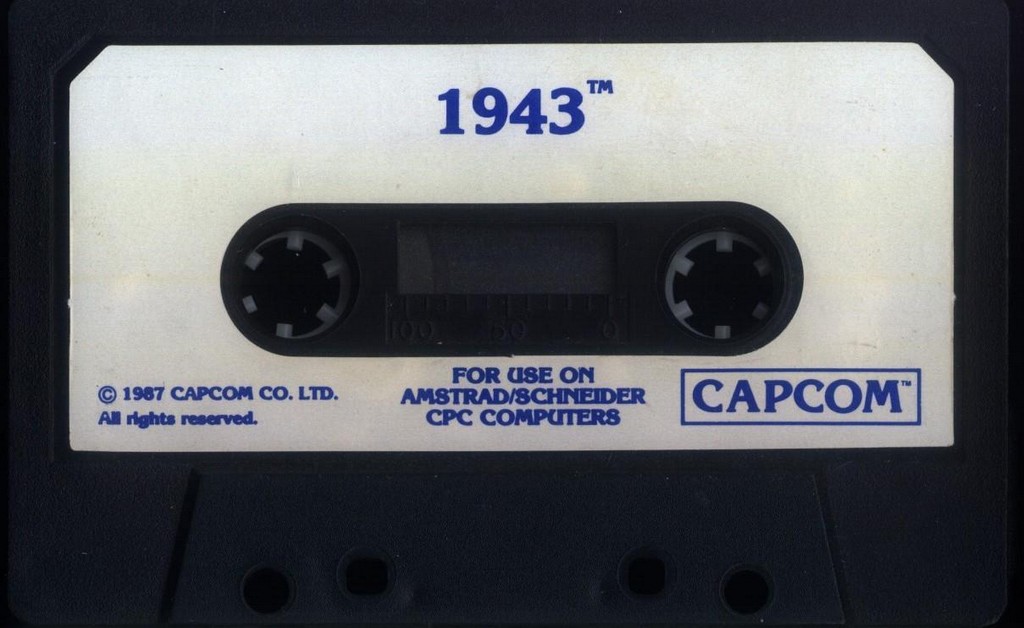 1943™
100 50 0
© 1987 CAPCOM CO. LTD.
All rights reserved.
FOR USE ON
AMSTRAD/SCHNEIDER
CPC COMPUTERS
CAPCOM™